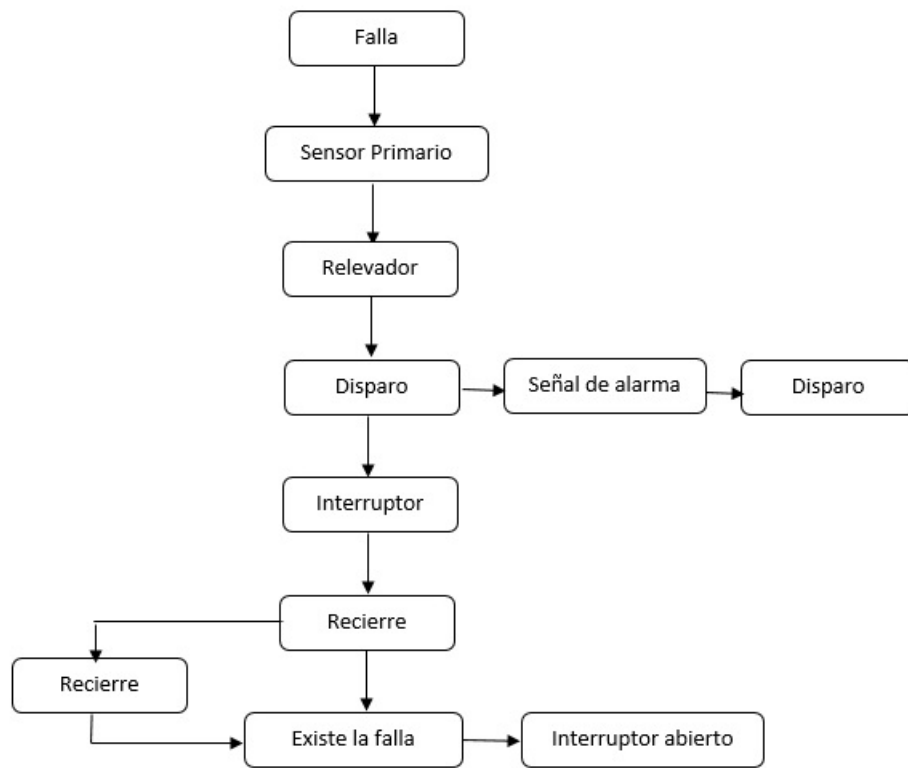 Falla
Sensor Primario
Relevador
Disparo
Señal de alarma
Disparo
Interruptor
Recierre
Recierre
Existe la falla
Interruptor abierto